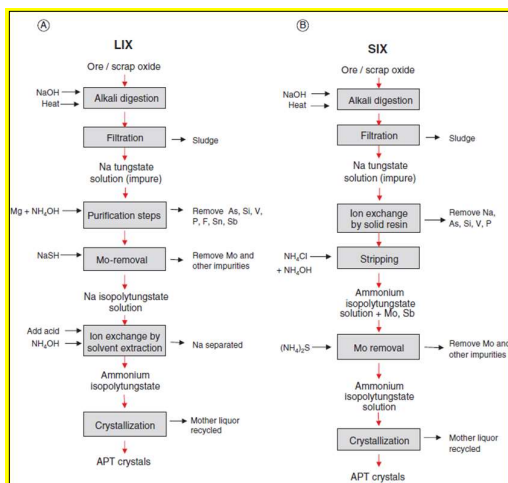 A
LIX
Ore / scrap oxide
NaOH
Heat
Alkali digestion
Filtration
Sludge
Na tungstate
solution (impure)
Mg + NH₄OH
Purification steps
Remove As, Si, V,
P, F, Sn, Sb
NaSH
Mo-removal
Remove Mo and
other impurities
Na isopolytungstate
solution
Add acid
NH₄OH
Ion exchange by
solvent extraction
Na separated
Ammonium
isopolytungstate
Crystallization
Mother liquor
recycled
APT crystals
B
SIX
Ore / scrap oxide
NaOH
Heat
Alkali digestion
Filtration
Sludge
Na tungstate
solution (impure)
Ion exchange
by solid resin
Remove Na,
As, Si, V, P
NH₄Cl
+ NH₄OH
Stripping
Ammonium
isopolytungstate
solution + Mo, Sb
(NH₄)₂S
Mo removal
Remove Mo and
other impurities
Ammonium
isopolytungstate
solution
Crystallization
Mother liquor
recycled
APT crystals